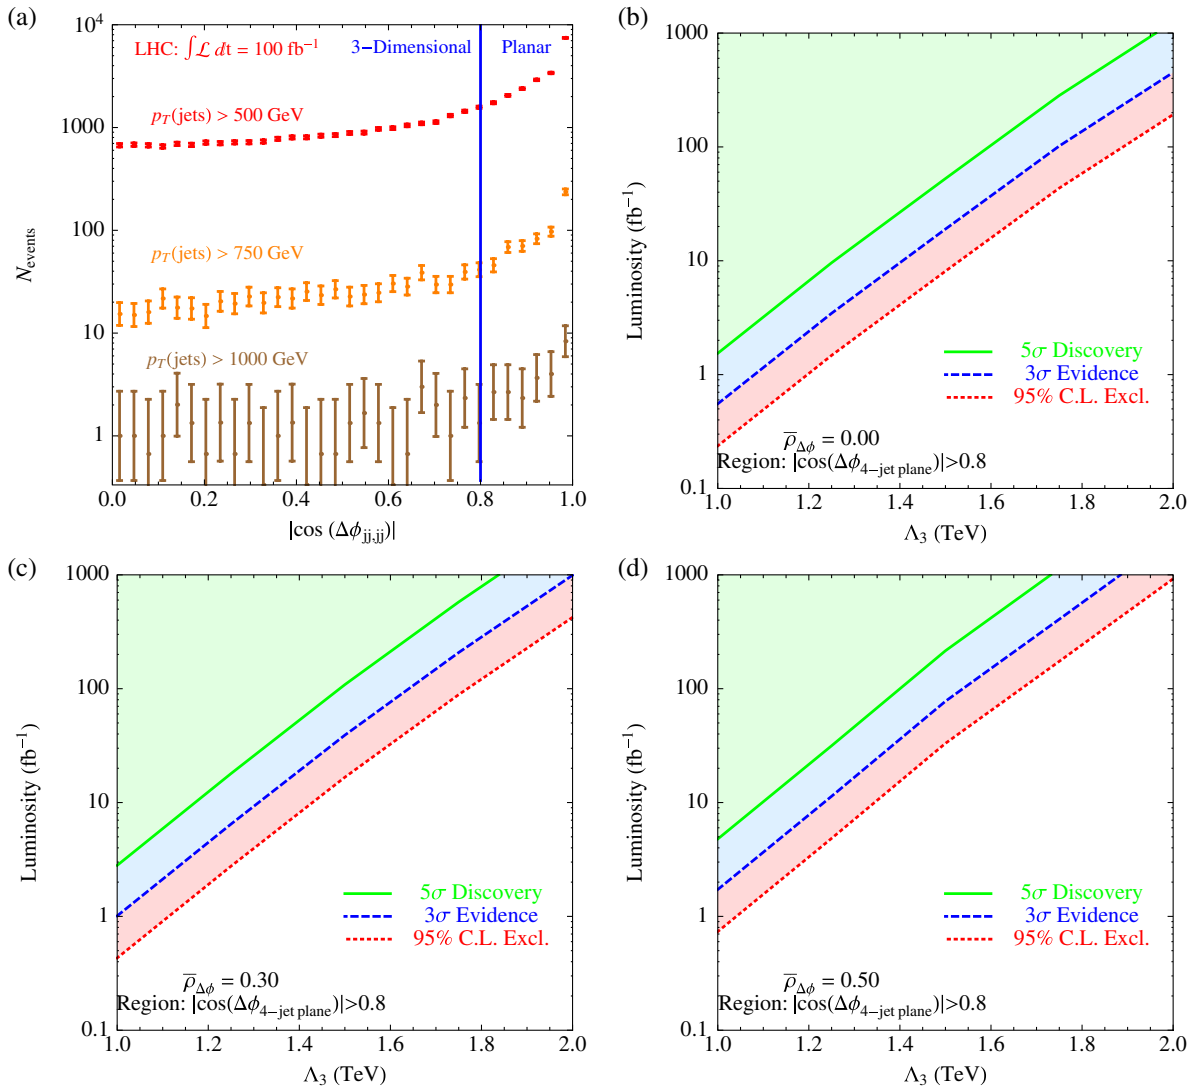 (a)
10⁴
1000
100
10
1
N_events
LHC: ∫ℒ dt = 100 fb⁻¹
3−Dimensional
Planar
p_T(jets) > 500 GeV
p_T(jets) > 750 GeV
p_T(jets) > 1000 GeV
0.0 0.2 0.4 0.6 0.8 1.0
|cos (Δϕ_jj,jj)|
(b)
1000
100
10
1
0.1
Luminosity (fb⁻¹)
5σ Discovery
3σ Evidence
95% C.L. Excl.
ρ̅_Δϕ = 0.00
Region: |cos(Δϕ_4−jet plane)|>0.8
1.0 1.2 1.4 1.6 1.8 2.0
Λ₃ (TeV)
(c)
1000
100
10
1
0.1
Luminosity (fb⁻¹)
5σ Discovery
3σ Evidence
95% C.L. Excl.
ρ̅_Δϕ = 0.30
Region: |cos(Δϕ_4−jet plane)|>0.8
1.0 1.2 1.4 1.6 1.8 2.0
Λ₃ (TeV)
(d)
1000
100
10
1
0.1
Luminosity (fb⁻¹)
5σ Discovery
3σ Evidence
95% C.L. Excl.
ρ̅_Δϕ = 0.50
Region: |cos(Δϕ_4−jet plane)|>0.8
1.0 1.2 1.4 1.6 1.8 2.0
Λ₃ (TeV)